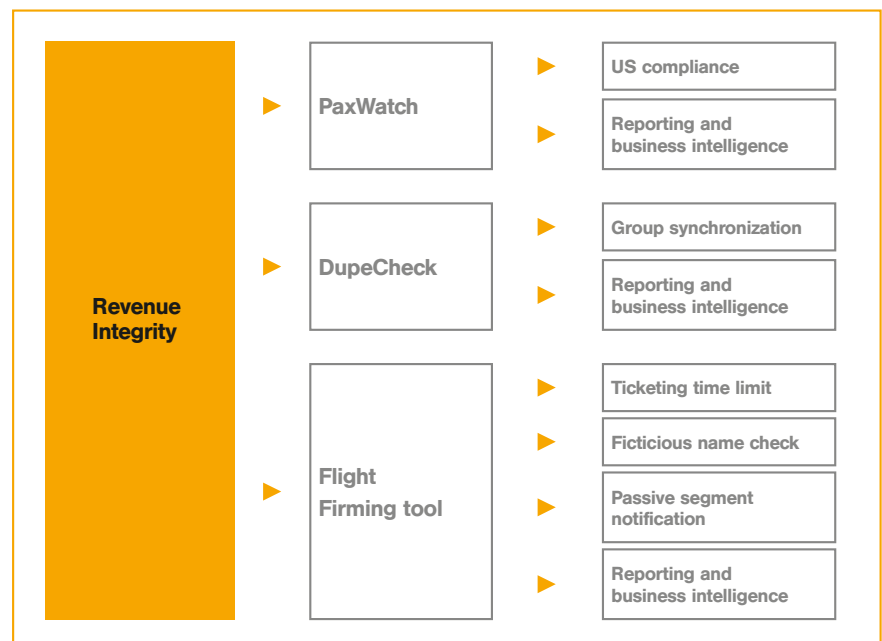 Revenue
Integrity
PaxWatch
US compliance
Reporting and
business intelligence
DupeCheck
Group synchronization
Reporting and
business intelligence
Flight
Firming tool
Ticketing time limit
Ficticious name check
Passive segment
notification
Reporting and
business intelligence